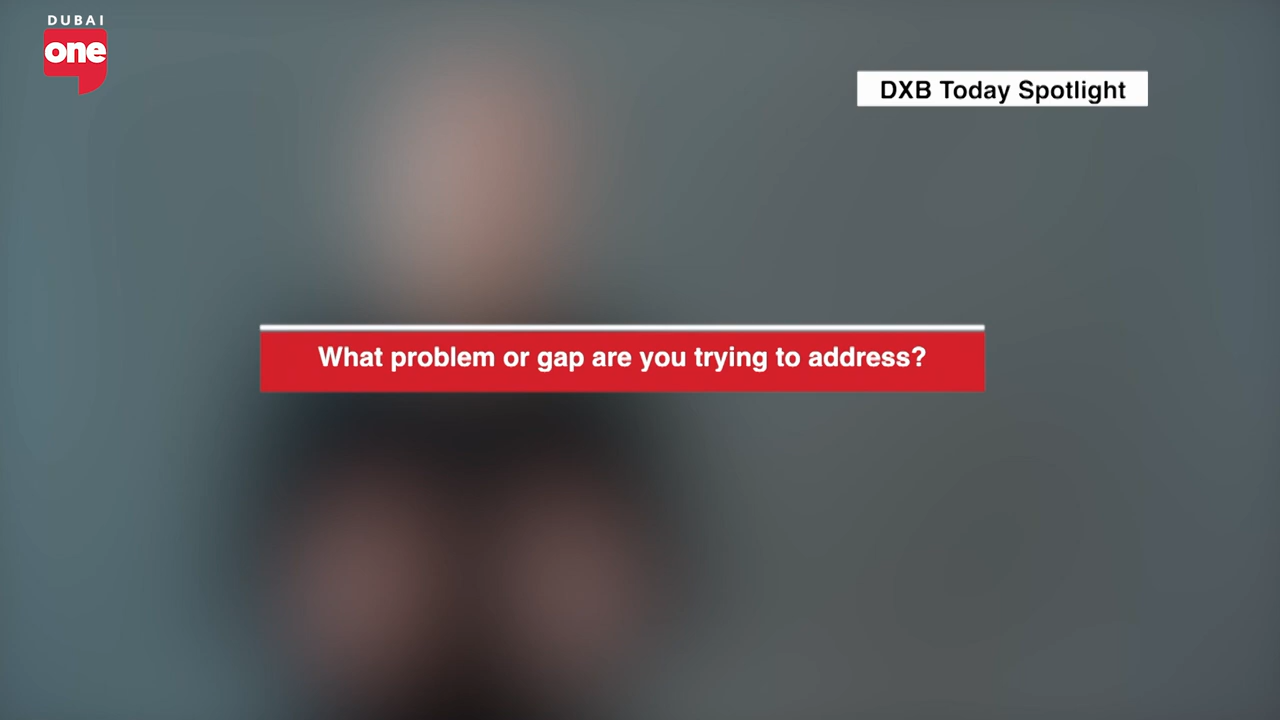 DUBAI
one
DXB Today Spotlight
What problem or gap are you trying to address?